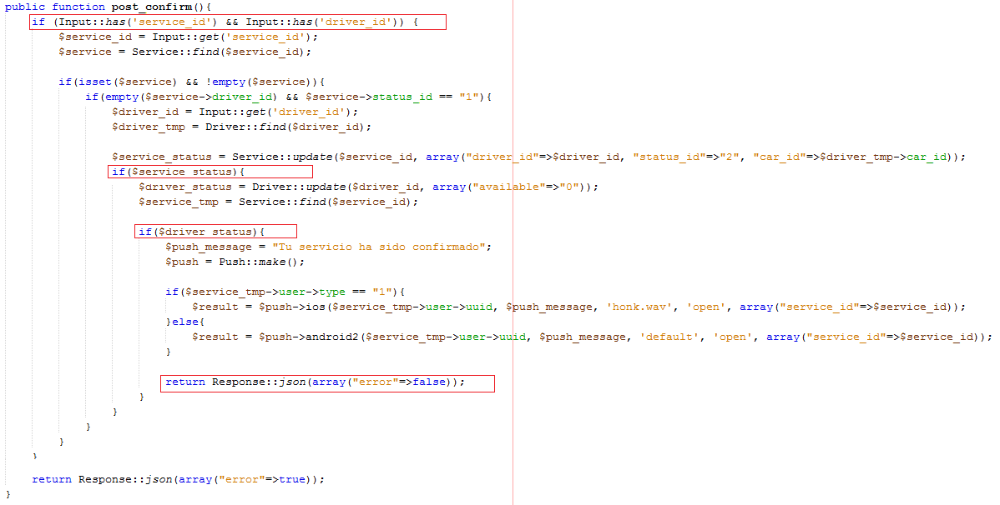 public function post_confirm(){
if (Input::has('service_id') && Input::has('driver_id')) {
$service_id = Input::get('service_id');
$service = Service::find($service_id);
if(isset($service) && !empty($service)){
if(empty($service->driver_id) && $service->status_id == "1"){
$driver_id = Input::get('driver_id');
$driver_tmp = Driver::find($driver_id);
$service_status = Service::update($service_id, array("driver_id"=>$driver_id, "status_id"=>"2", "car_id"=>$driver_tmp->car_id));
if($service_status){
$driver_status = Driver::update($driver_id, array("available"=>"0"));
$service_tmp = Service::find($service_id);
if($driver_status){
$push_message = "Tu servicio ha sido confirmado";
$push = Push::make();
if($service_tmp->user->type == "1"){
$result = $push->ios($service_tmp->user->uuid, $push_message, 'honk.wav', 'open', array("service_id"=>$service_id));
}else{
$result = $push->android2($service_tmp->user->uuid, $push_message, 'default', 'open', array("service_id"=>$service_id));
}
return Response::json(array("error"=>false));
}
}
}
}
}
return Response::json(array("error"=>true));
}